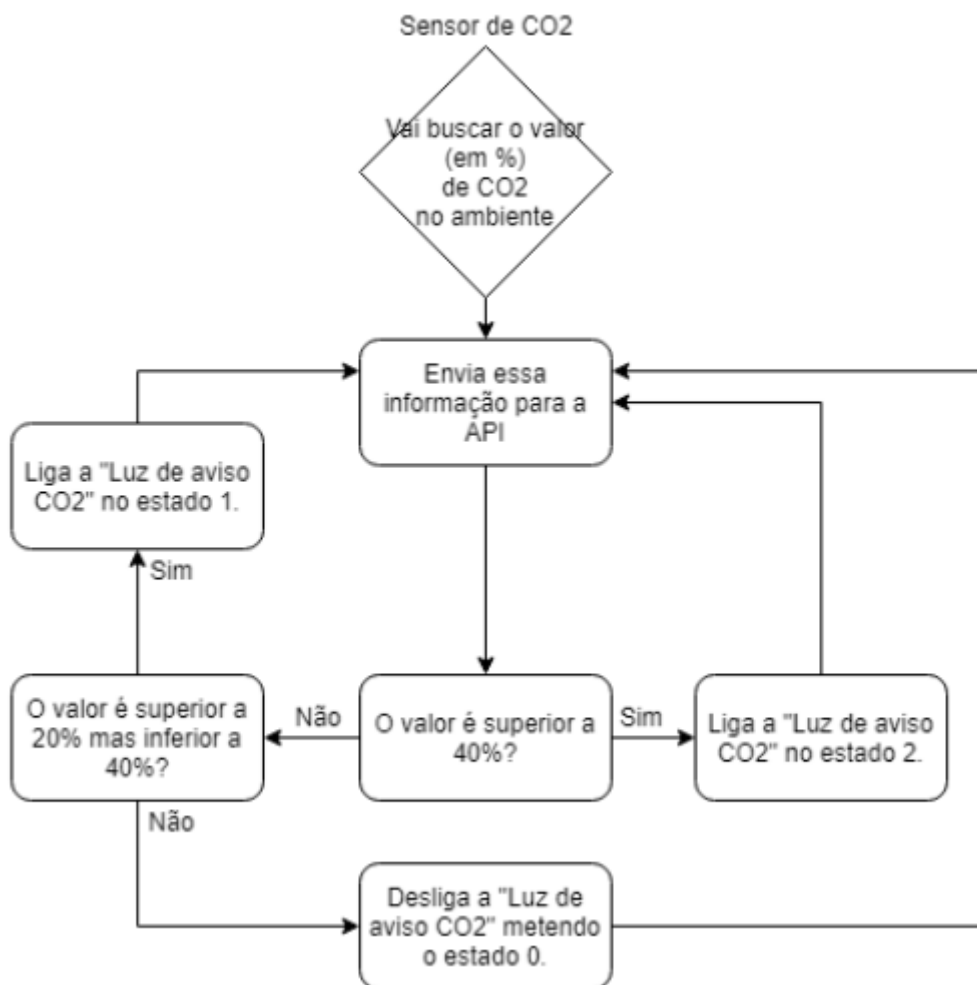 Sensor de CO2
Vai buscar o valor
(em %)
de CO2
no ambiente
Envia essa
informação para a
API
Liga a "Luz de aviso
CO2" no estado 1.
Sim
O valor é superior a
20% mas inferior a
40%?
Não
O valor é superior a
40%?
Sim
Liga a "Luz de aviso
CO2" no estado 2.
Não
Desliga a "Luz de
aviso CO2" metendo
o estado 0.